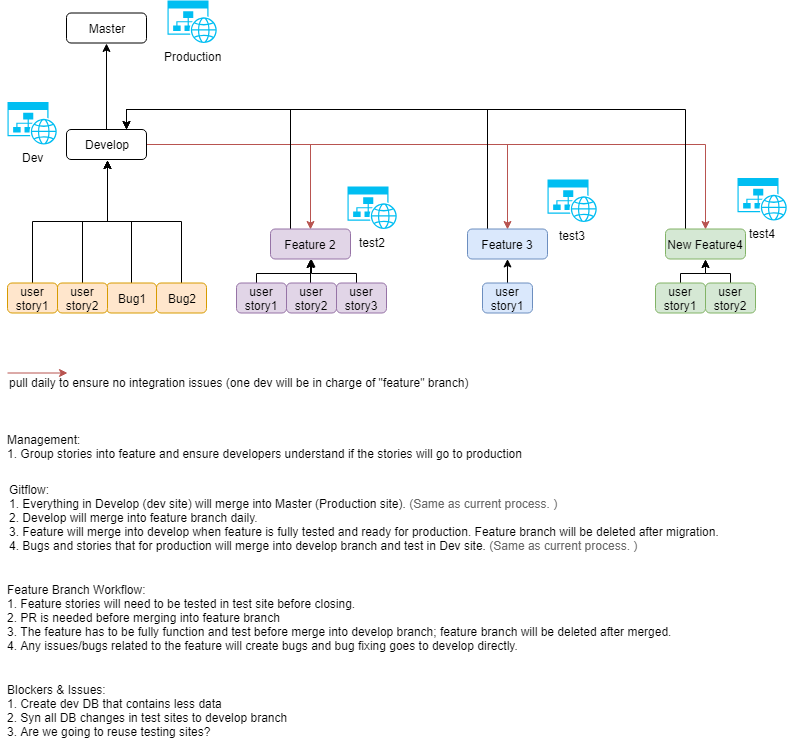 Master
Production
Develop
Dev
test2
test3
test4
Feature 2
Feature 3
New Feature4
user story1
user story2
Bug1
Bug2
user story1
user story2
user story3
user story1
user story1
user story2
pull daily to ensure no integration issues (one dev will be in charge of "feature" branch)
Management:
1. Group stories into feature and ensure developers understand if the stories will go to production
Gitflow:
1. Everything in Develop (dev site) will merge into Master (Production site). (Same as current process. )
2. Develop will merge into feature branch daily.
3. Feature will merge into develop when feature is fully tested and ready for production. Feature branch will be deleted after migration.
4. Bugs and stories that for production will merge into develop branch and test in Dev site. (Same as current process. )
Feature Branch Workflow:
1. Feature stories will need to be tested in test site before closing.
2. PR is needed before merging into feature branch
3. The feature has to be fully function and test before merge into develop branch; feature branch will be deleted after merged.
4. Any issues/bugs related to the feature will create bugs and bug fixing goes to develop directly.
Blockers & Issues:
1. Create dev DB that contains less data
2. Syn all DB changes in test sites to develop branch
3. Are we going to reuse testing sites?